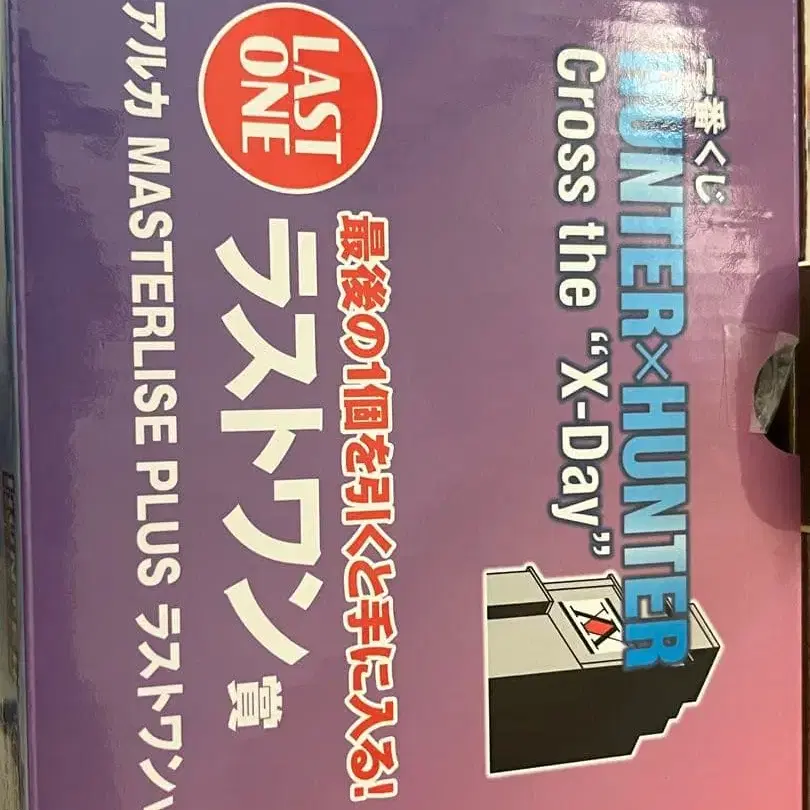 一番くじ
HUNTER×HUNTER
Cross the “X-Day”
最後の1個を引くと手に入る!
LAST
ONE
ラストワン賞
アルカ MASTERLISE PLUS ラストワン